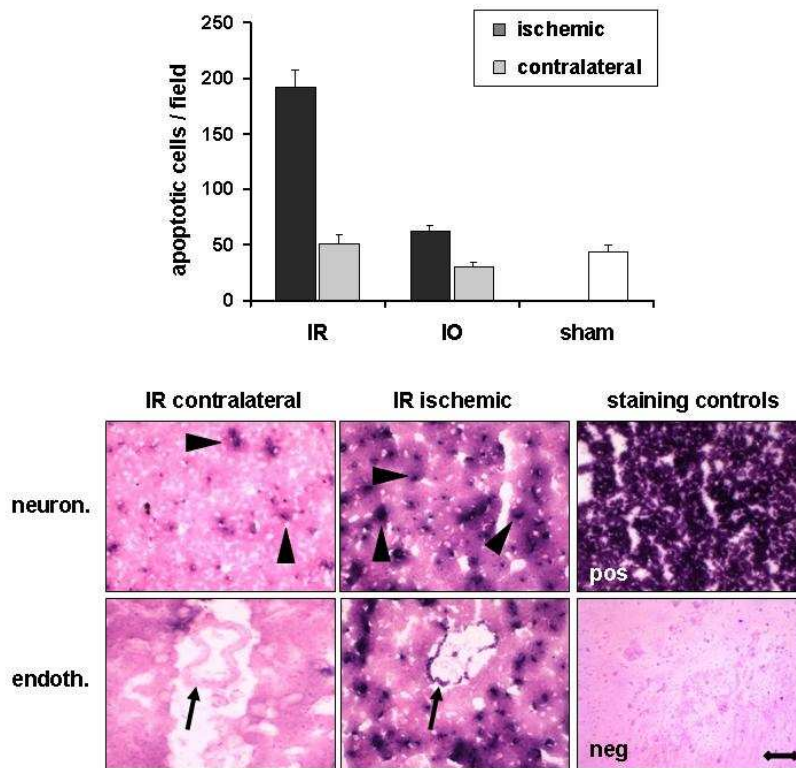 250
200
150
100
50
0
apoptotic cells / field
ischemic
contralateral
IR IO sham
IR contralateral IR ischemic staining controls
neuron.
pos
endoth.
neg